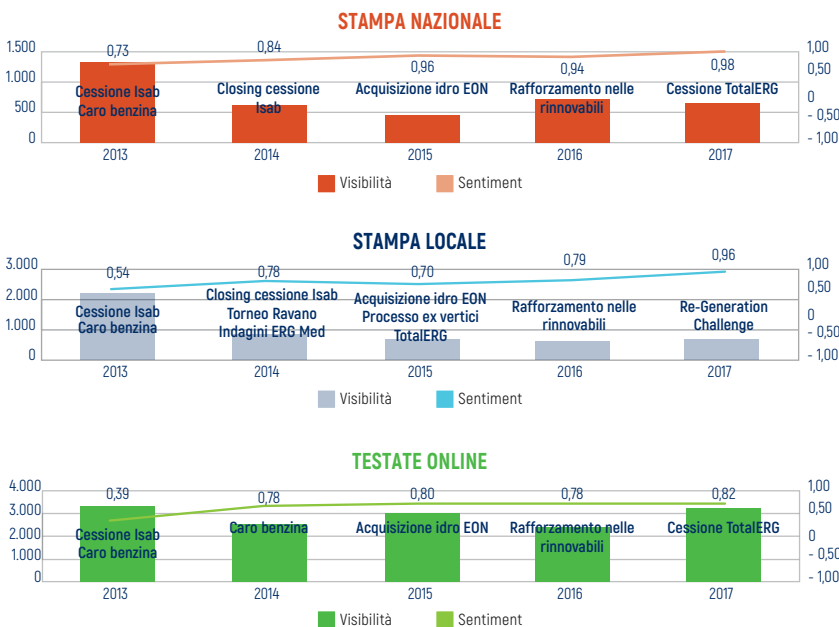 STAMPA NAZIONALE
1.500
1.000
500
0
1,00
0,50
0
- 0,50
- 1,00
0,73
0,84
0,96
0,94
0,98
Cessione Isab
Caro benzina
Closing cessione
Isab
Acquisizione idro EON
Rafforzamento nelle
rinnovabili
Cessione TotalERG
2013
2014
2015
2016
2017
Visibilità
Sentiment
STAMPA LOCALE
3.000
2.000
1.000
0
1,00
0,50
0
- 0,50
- 1,00
0,54
0,78
0,70
0,79
0,96
Cessione Isab
Caro benzina
Closing cessione Isab
Torneo Ravano
Indagini ERG Med
Acquisizione idro EON
Processo ex vertici
TotalERG
Rafforzamento nelle
rinnovabili
Re-Generation
Challenge
2013
2014
2015
2016
2017
Visibilità
Sentiment
TESTATE ONLINE
4.000
3.000
2.000
1.000
0
1,00
0,50
0
- 0,50
- 1,00
0,39
0,78
0,80
0,78
0,82
Cessione Isab
Caro benzina
Caro benzina
Acquisizione idro EON
Rafforzamento nelle
rinnovabili
Cessione TotalERG
2013
2014
2015
2016
2017
Visibilità
Sentiment